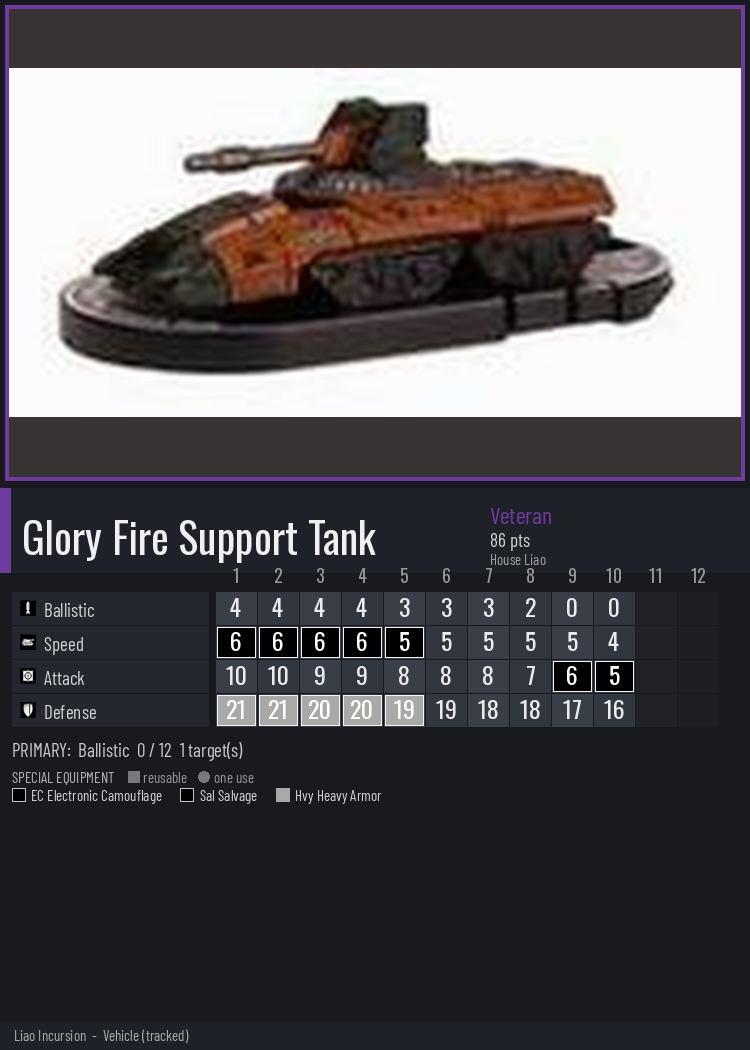 Glory Fire Support Tank
Veteran
86 pts
House Liao
1 2 3 4 5 6 7 8 9 10 11 12
Ballistic 4 4 4 4 3 3 3 2 0 0
Speed 6 6 6 6 5 5 5 5 5 4
Attack 10 10 9 9 8 8 8 7 6 5
Defense 21 21 20 20 19 19 18 18 17 16
PRIMARY: Ballistic 0 / 12 1 target(s)
SPECIAL EQUIPMENT reusable one use
EC Electronic Camouflage Sal Salvage Hvy Heavy Armor
Liao Incursion - Vehicle (tracked)